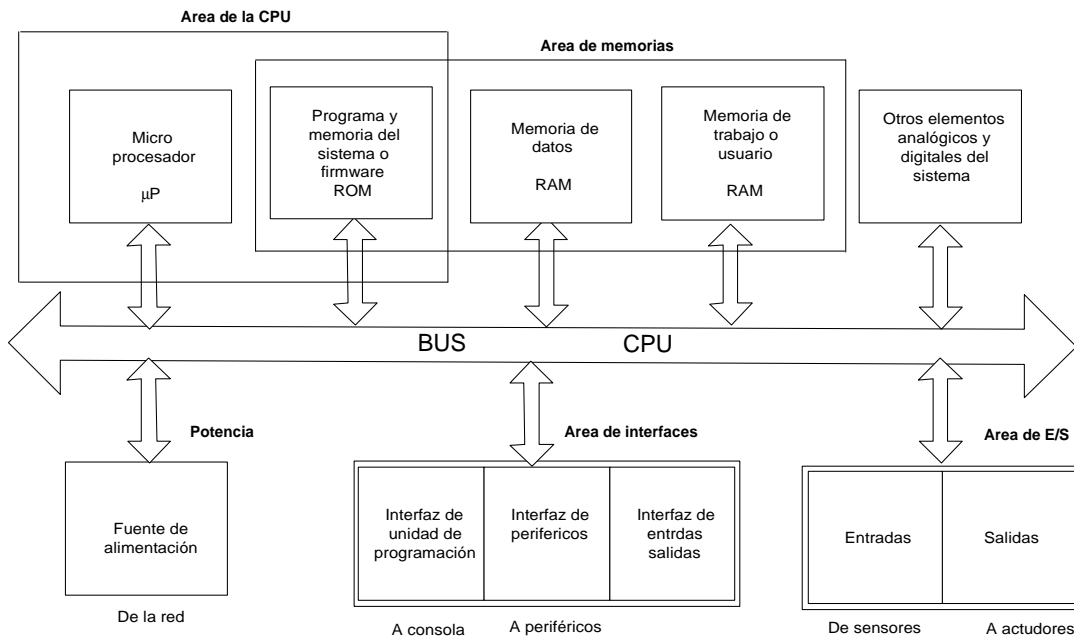 Area de la CPU
Area de memorias
Micro
procesador
µP
Programa y
memoria del
sistema o
firmware
ROM
Memoria de
datos
RAM
Memoria de
trabajo o
usuario
RAM
Otros elementos
analógicos y
digitales del
sistema
BUS CPU
Potencia
Area de interfaces
Area de E/S
Fuente de
alimentación
Interfaz de
unidad de
programación
Interfaz de
perifericos
Interfaz de
entrdas
salidas
Entradas
Salidas
De la red
A consola
A periféricos
De sensores
A actudores